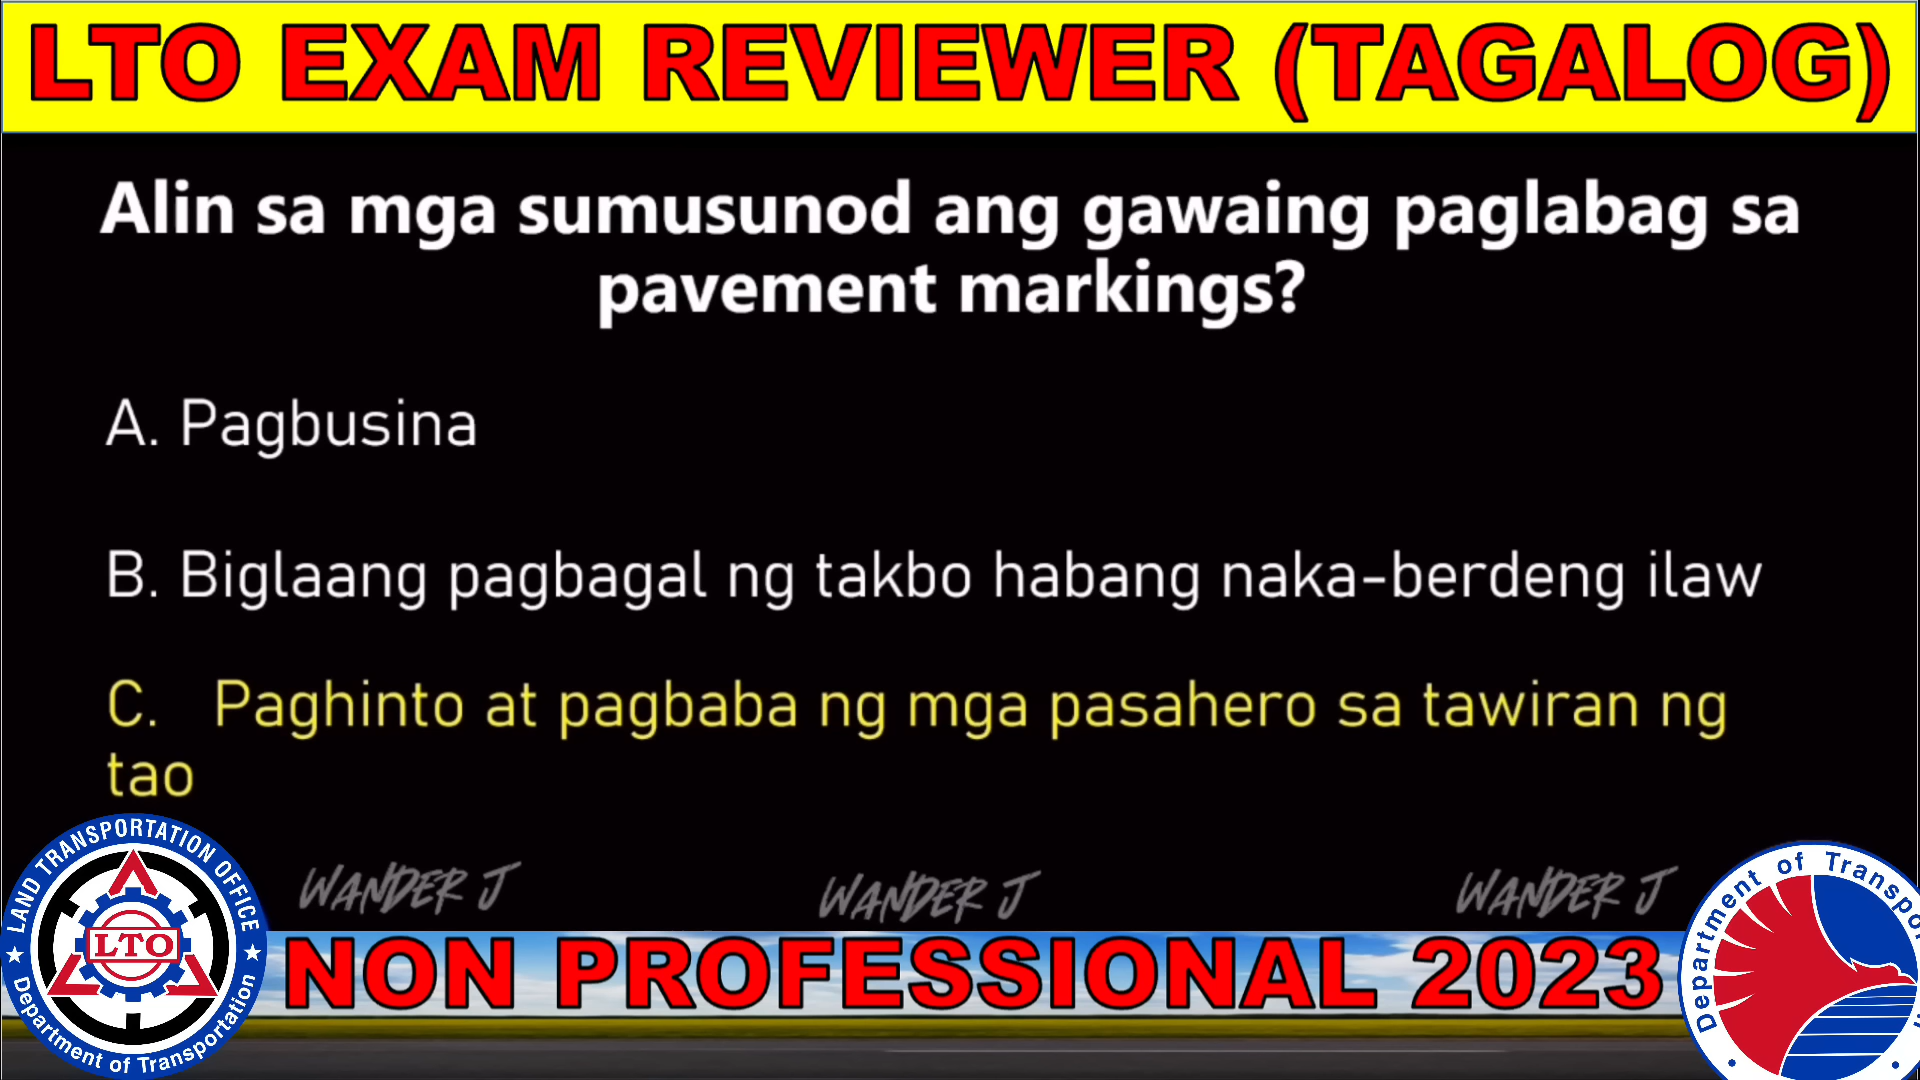 LTO EXAM REVIEWER (TAGALOG)
Alin sa mga sumusunod ang gawaing paglabag sa
pavement markings?
A. Pagbusina
B. Biglaang pagbagal ng takbo habang naka-berdeng ilaw
C. Paghinto at pagbaba ng mga pasahero sa tawiran ng
tao
WANDER J WANDER J WANDER J
NON PROFESSIONAL 2023
LAND TRANSPORTATION OFFICE
LTO
Department of Transportation
Department of